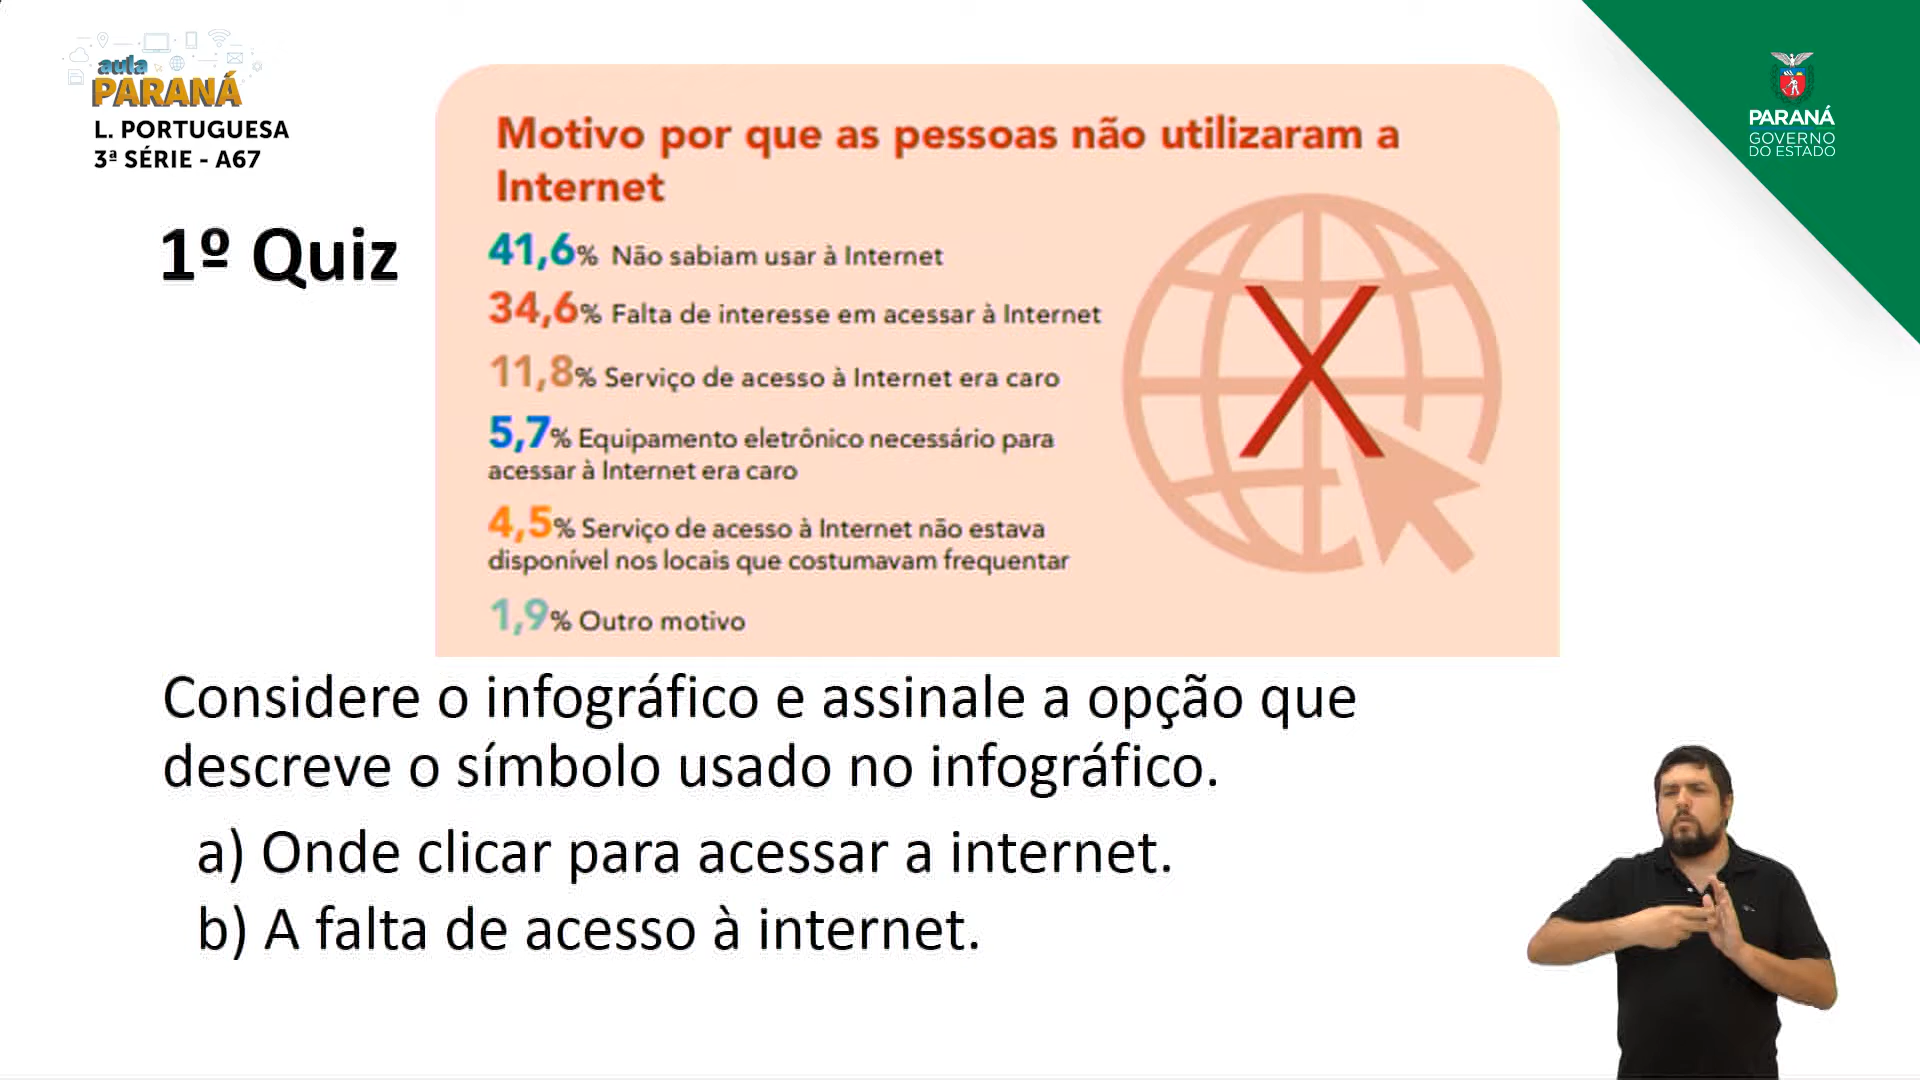 aula
PARANÁ
L. PORTUGUESA
3ª SÉRIE - A67
PARANÁ
GOVERNO
DO ESTADO
1º Quiz
Motivo por que as pessoas não utilizaram a
Internet
41,6% Não sabiam usar à Internet
34,6% Falta de interesse em acessar à Internet
11,8% Serviço de acesso à Internet era caro
5,7% Equipamento eletrônico necessário para
acessar à Internet era caro
4,5% Serviço de acesso à Internet não estava
disponível nos locais que costumavam frequentar
1,9% Outro motivo
X
Considere o infográfico e assinale a opção que
descreve o símbolo usado no infográfico.
a) Onde clicar para acessar a internet.
b) A falta de acesso à internet.